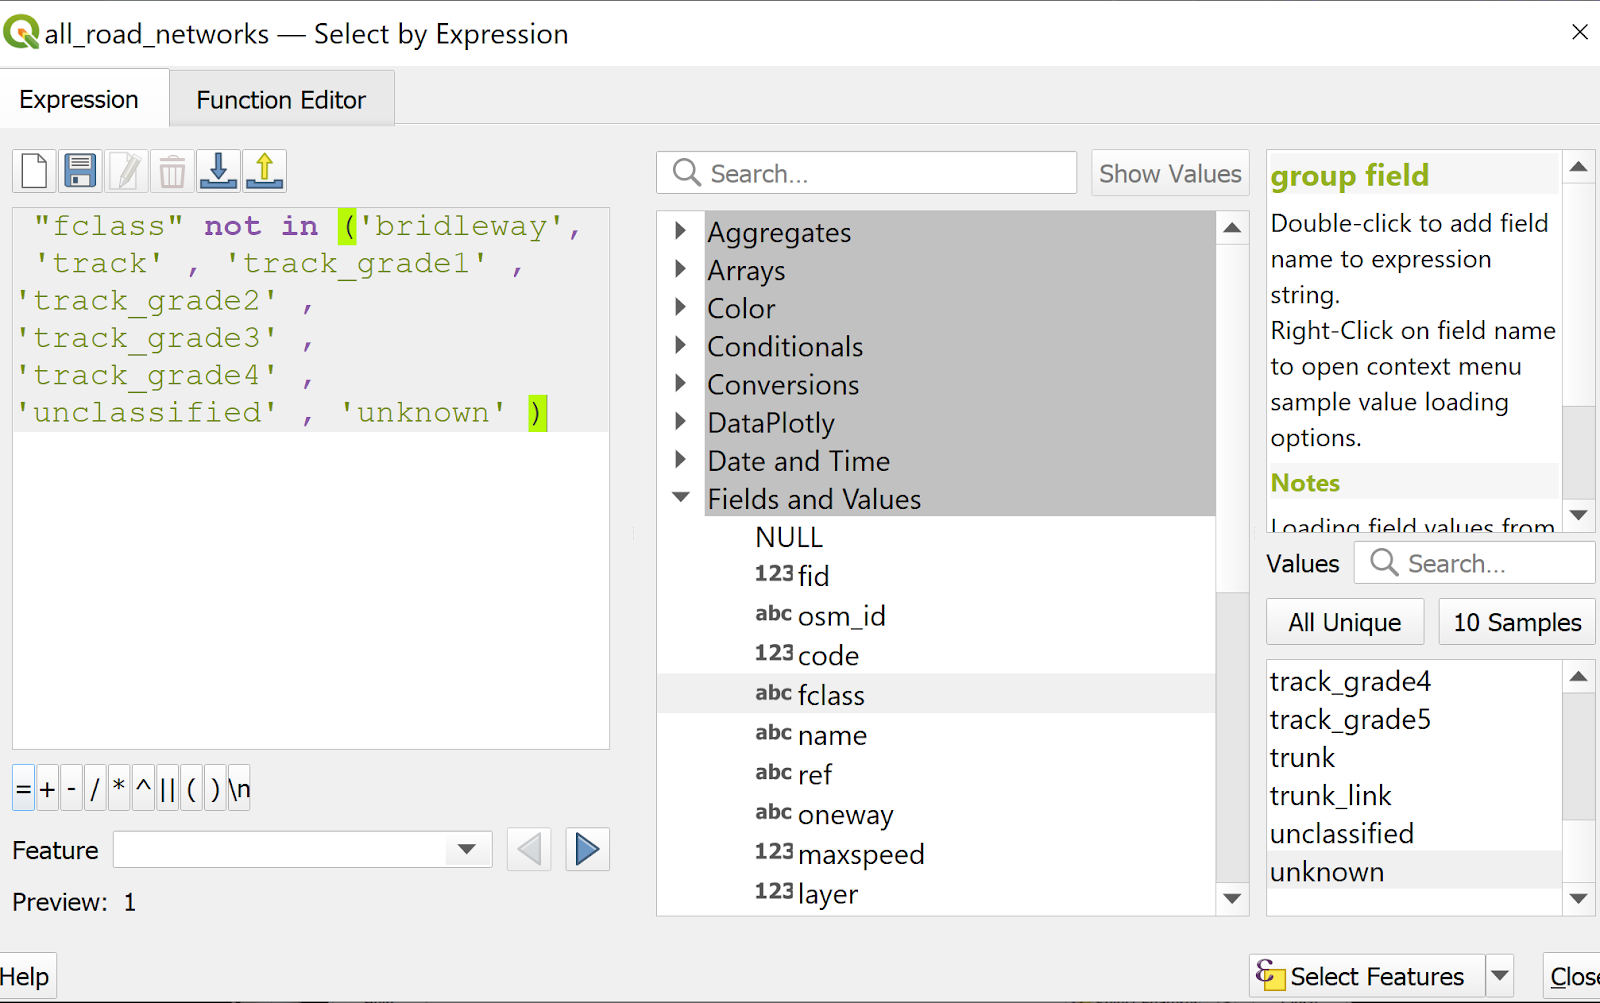 all_road_networks — Select by Expression
Expression
Function Editor
"fclass" not in ('bridleway',
'track' , 'track_grade1' ,
'track_grade2' ,
'track_grade3' ,
'track_grade4' ,
'unclassified' , 'unknown' )
= + - / * ^ || ( ) \n
Feature
Preview: 1
Help
Search...
Show Values
Aggregates
Arrays
Color
Conditionals
Conversions
DataPlotly
Date and Time
Fields and Values
NULL
123 fid
abc osm_id
123 code
abc fclass
abc name
abc ref
abc oneway
123 maxspeed
123 layer
group field
Double-click to add field
name to expression
string.
Right-Click on field name
to open context menu
sample value loading
options.
Notes
Loading field values from
Values
Search...
All Unique
10 Samples
track_grade4
track_grade5
trunk
trunk_link
unclassified
unknown
Select Features
Close